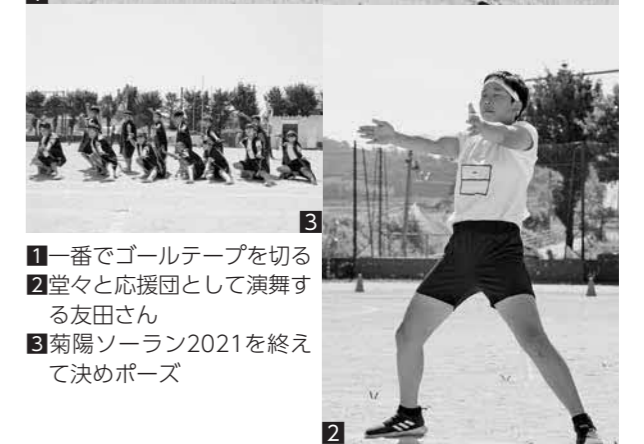 3
1一番でゴールテープを切る
2堂々と応援団として演舞す
る友田さん
3菊陽ソーラン2021を終え
て決めポーズ
2